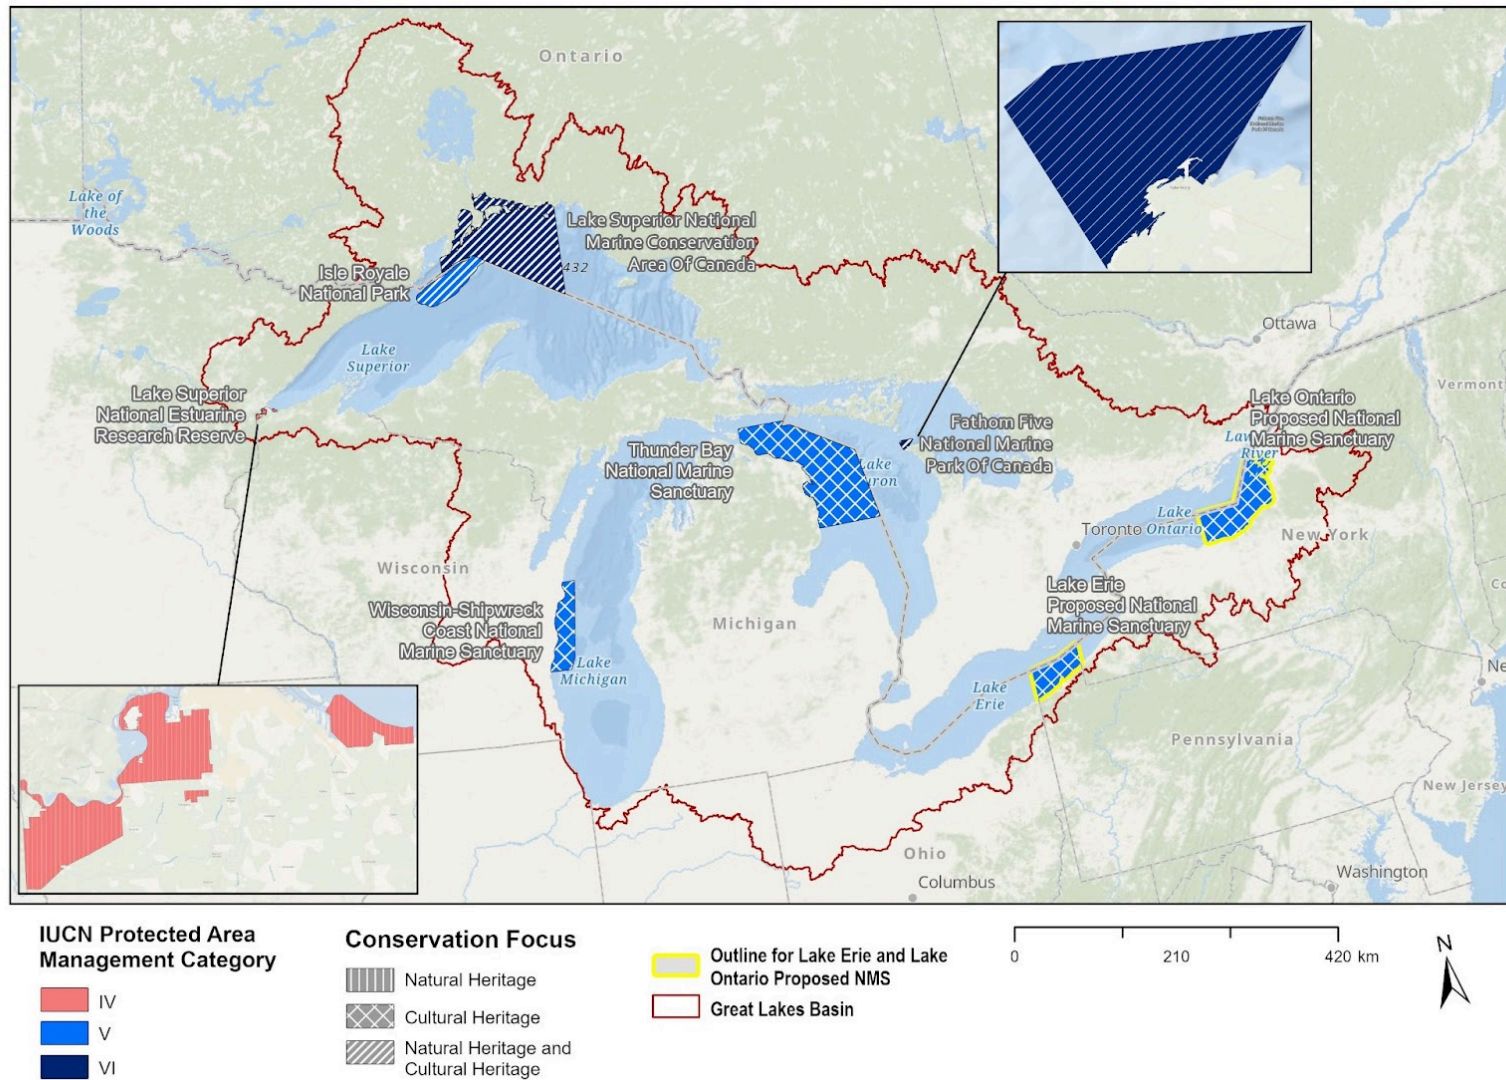 Ontario
Lake of
the
Woods
Lake Superior National
Marine Conservation
Area Of Canada
432
Isle Royale
National Park
Lake
Superior
Lake Superior
National Estuarine
Research Reserve
Ottawa
Vermont
Lake Ontario
Proposed National
Marine Sanctuary
Law
River
Fathom Five
National Marine
Park Of Canada
Thunder Bay
National Marine
Sanctuary
Lake
uron
Lake
Ontario
Toronto
New York
Co
Wisconsin
Lake Erie
Proposed National
Marine Sanctuary
Wisconsin-Shipwreck
Coast National
Marine Sanctuary
Michigan
Lake
Michigan
Ne
Lake
Erie
Pennsylvania
New Jersey
Ohio
Columbus
Washington
IUCN Protected Area
Management Category
IV
V
VI
Conservation Focus
Natural Heritage
Cultural Heritage
Natural Heritage and
Cultural Heritage
Outline for Lake Erie and Lake
Ontario Proposed NMS
Great Lakes Basin
0 210 420 km
N